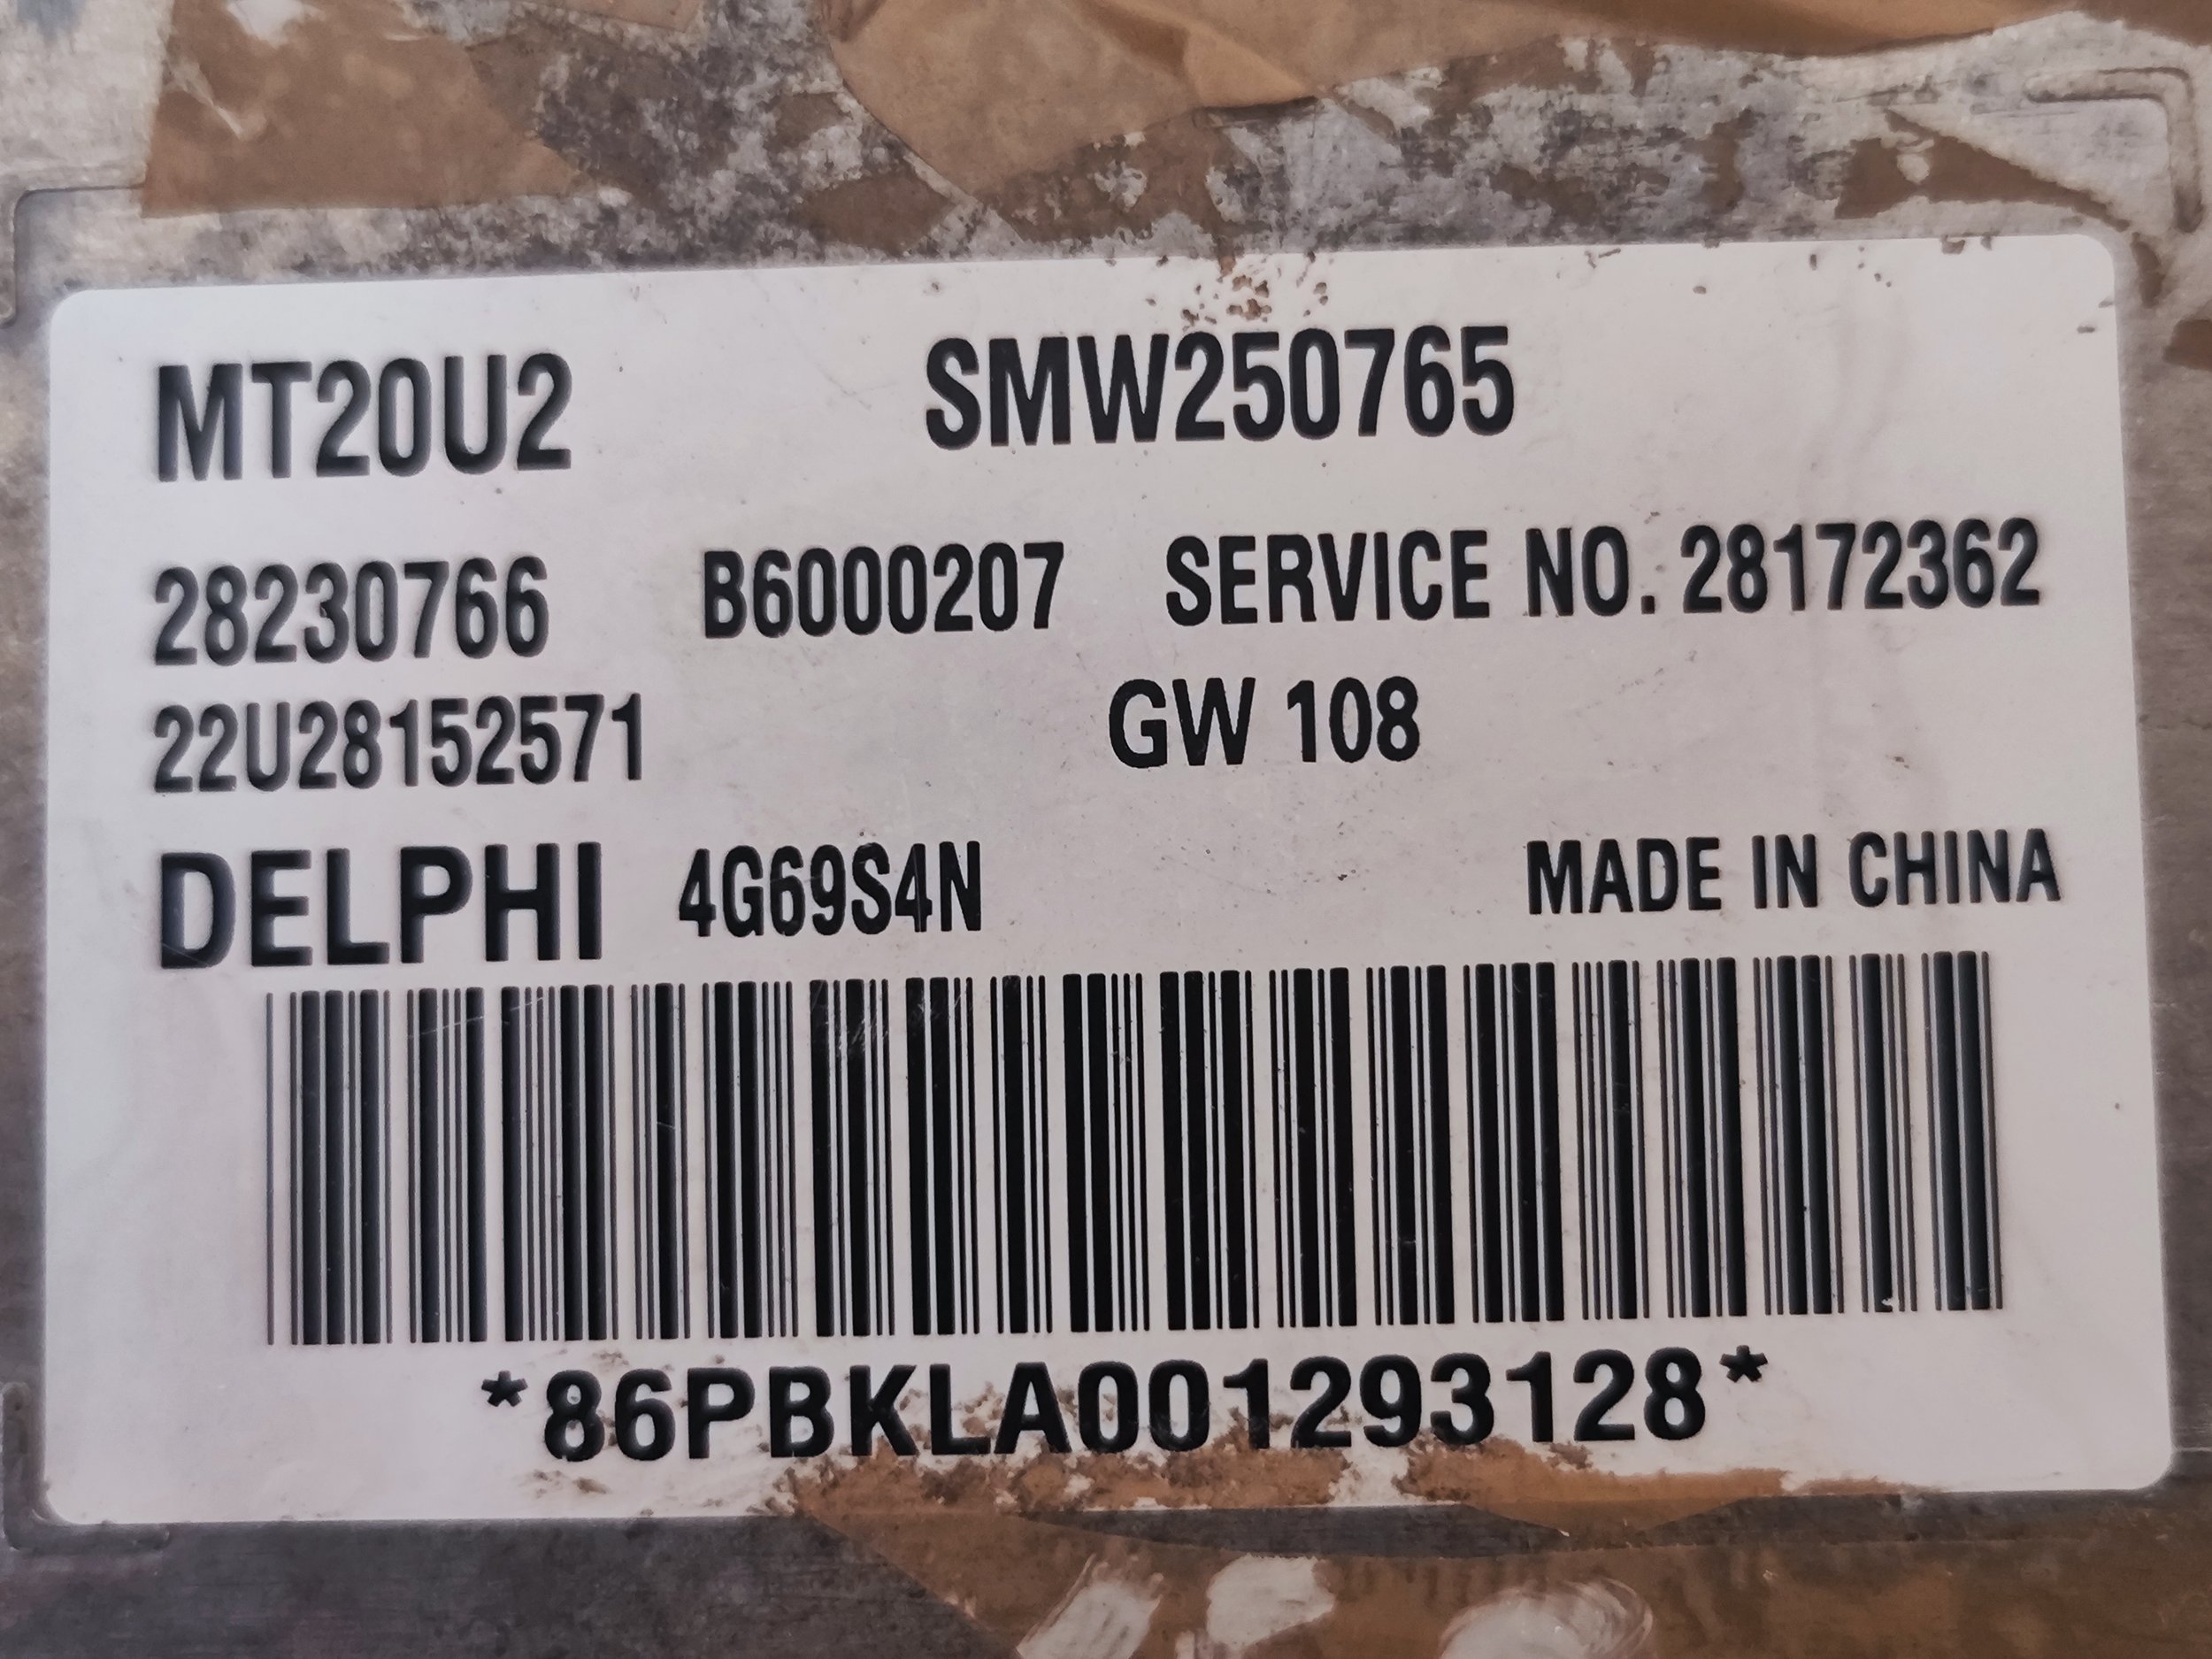 MT20U2 SMW250765
28230766 B6000207 SERVICE NO. 28172362
22U28152571 GW 108
DELPHI 4G69S4N MADE IN CHINA
*86PBKLA001293128*